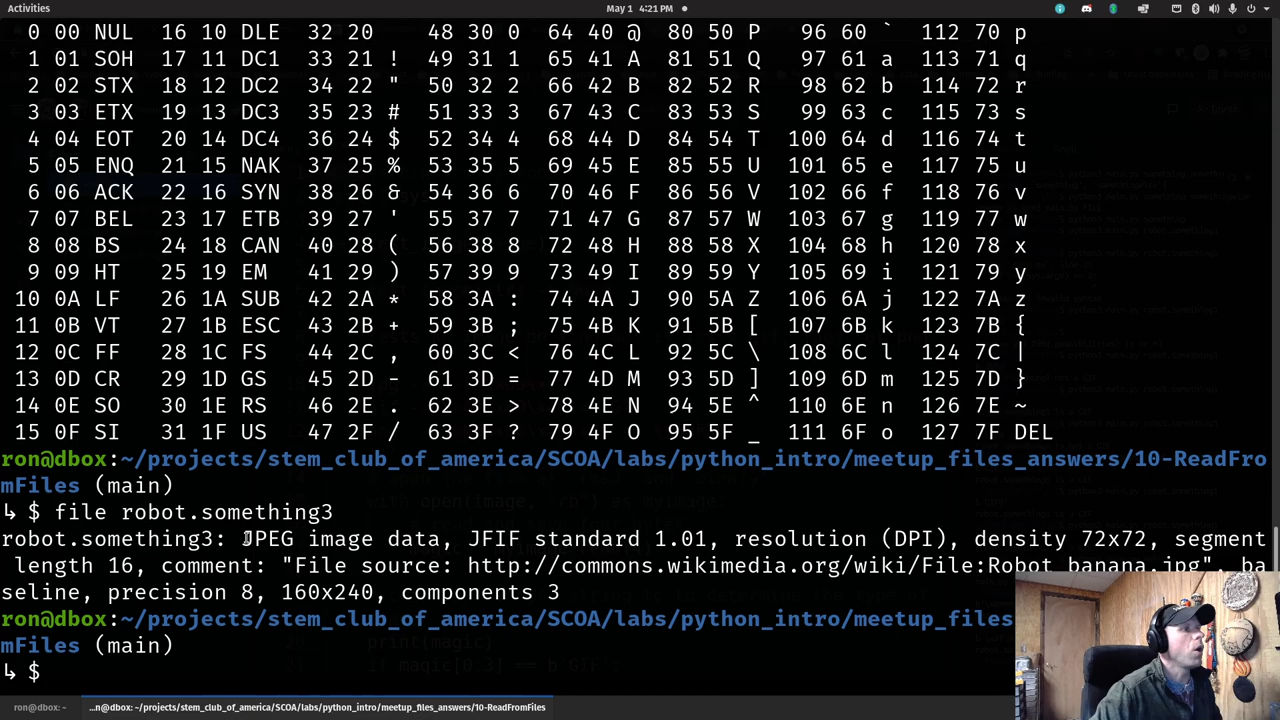 Activities
May 1 4:21 PM
0 00 NUL 16 10 DLE 32 20 48 30 0 64 40 @ 80 50 P 96 60 ` 112 70 p
1 01 SOH 17 11 DC1 33 21 ! 49 31 1 65 41 A 81 51 Q 97 61 a 113 71 q
2 02 STX 18 12 DC2 34 22 " 50 32 2 66 42 B 82 52 R 98 62 b 114 72 r
3 03 ETX 19 13 DC3 35 23 # 51 33 3 67 43 C 83 53 S 99 63 c 115 73 s
4 04 EOT 20 14 DC4 36 24 $ 52 34 4 68 44 D 84 54 T 100 64 d 116 74 t
5 05 ENQ 21 15 NAK 37 25 % 53 35 5 69 45 E 85 55 U 101 65 e 117 75 u
6 06 ACK 22 16 SYN 38 26 & 54 36 6 70 46 F 86 56 V 102 66 f 118 76 v
7 07 BEL 23 17 ETB 39 27 ' 55 37 7 71 47 G 87 57 W 103 67 g 119 77 w
8 08 BS 24 18 CAN 40 28 ( 56 38 8 72 48 H 88 58 X 104 68 h 120 78 x
9 09 HT 25 19 EM 41 29 ) 57 39 9 73 49 I 89 59 Y 105 69 i 121 79 y
10 0A LF 26 1A SUB 42 2A * 58 3A : 74 4A J 90 5A Z 106 6A j 122 7A z
11 0B VT 27 1B ESC 43 2B + 59 3B ; 75 4B K 91 5B [ 107 6B k 123 7B {
12 0C FF 28 1C FS 44 2C , 60 3C < 76 4C L 92 5C \ 108 6C l 124 7C |
13 0D CR 29 1D GS 45 2D - 61 3D = 77 4D M 93 5D ] 109 6D m 125 7D }
14 0E SO 30 1E RS 46 2E . 62 3E > 78 4E N 94 5E ^ 110 6E n 126 7E ~
15 0F SI 31 1F US 47 2F / 63 3F ? 79 4F O 95 5F _ 111 6F o 127 7F DEL
ron@dbox:~/projects/stem_club_of_america/SCOA/labs/python_intro/meetup_files_answers/10-ReadFro
mFiles (main)
↳ $ file robot.something3
robot.something3: JPEG image data, JFIF standard 1.01, resolution (DPI), density 72x72, segment
length 16, comment: "File source: http://commons.wikimedia.org/wiki/File:Robot_banana.jpg", ba
seline, precision 8, 160x240, components 3
ron@dbox:~/projects/stem_club_of_america/SCOA/labs/python_intro/meetup_files
mFiles (main)
print(magic)
↳ $
if magic[0:3] == b'GIF'
ron@dbox: ~
...n@dbox: ~/projects/stem_club_of_america/SCOA/labs/python_intro/meetup_files_answers/10-ReadFromFiles